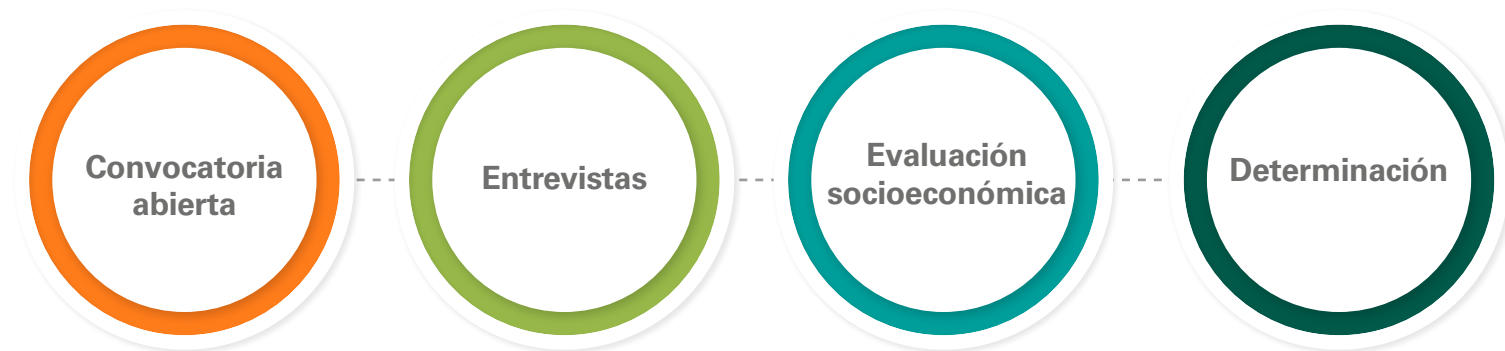 Convocatoria
abierta
Entrevistas
Evaluación
socioeconómica
Determinación